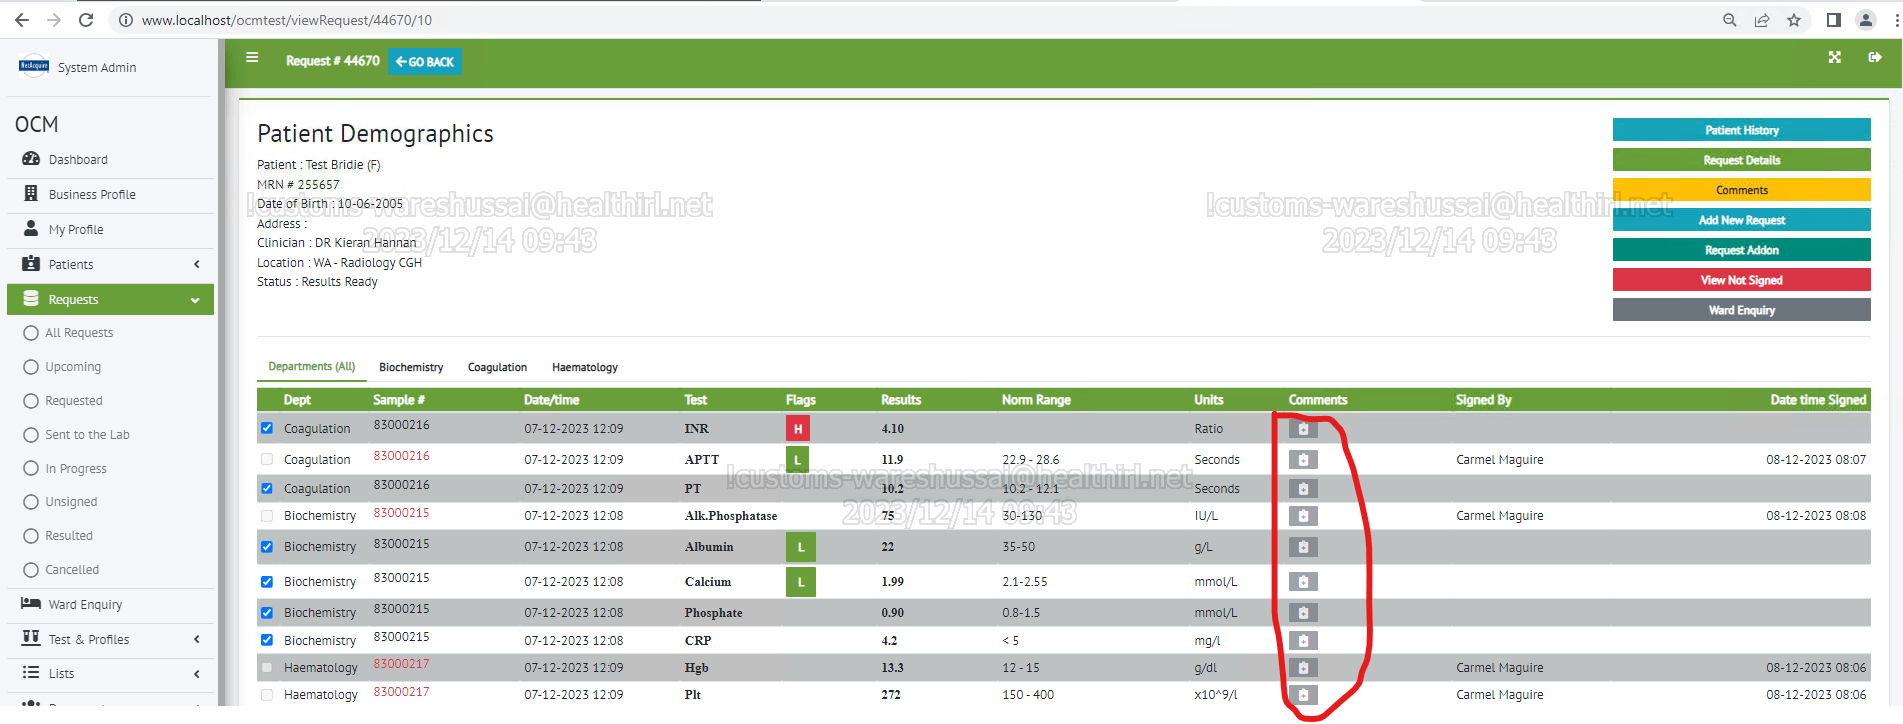 www.localhost/ocmtest/viewRequest/44670/10
NetAcquire
System Admin
Request # 44670
GO BACK
OCM
Dashboard
Business Profile
My Profile
Patients
Requests
All Requests
Upcoming
Requested
Sent to the Lab
In Progress
Unsigned
Resulted
Cancelled
Ward Enquiry
Test & Profiles
Lists
Patient Demographics
Patient : Test Bridie (F)
MRN # 255657
Date of Birth : 10-06-2005
Address :
Clinician : DR Kieran Hannan
Location : WA - Radiology CGH
Status : Results Ready
!customs-wareshussai@healthirl.net
2023/12/14 09:43
!customs-wareshussai@healthirl.net
2023/12/14 09:43
Patient History
Request Details
Comments
Add New Request
Request Addon
View Not Signed
Ward Enquiry
Departments (All) Biochemistry Coagulation Haematology
Dept Sample # Date/time Test Flags Results Norm Range Units Comments Signed By Date time Signed
Coagulation 83000216 07-12-2023 12:09 INR H 4.10 Ratio
Coagulation 83000216 07-12-2023 12:09 APTT L 11.9 22.9 - 28.6 Seconds Carmel Maguire 08-12-2023 08:07
Coagulation 83000216 07-12-2023 12:09 PT 10.2 10.2 - 12.1 Seconds
Biochemistry 83000215 07-12-2023 12:08 Alk.Phosphatase 75 30-130 IU/L Carmel Maguire 08-12-2023 08:08
Biochemistry 83000215 07-12-2023 12:08 Albumin L 22 35-50 g/L
Biochemistry 83000215 07-12-2023 12:08 Calcium L 1.99 2.1-2.55 mmol/L
Biochemistry 83000215 07-12-2023 12:08 Phosphate 0.90 0.8-1.5 mmol/L
Biochemistry 83000215 07-12-2023 12:08 CRP 4.2 < 5 mg/l
Haematology 83000217 07-12-2023 12:09 Hgb 13.3 12 - 15 g/dl Carmel Maguire 08-12-2023 08:06
Haematology 83000217 07-12-2023 12:09 Plt 272 150 - 400 x10^9/l Carmel Maguire 08-12-2023 08:06
!customs-wareshussai@healthirl.net
2023/12/14 09:43